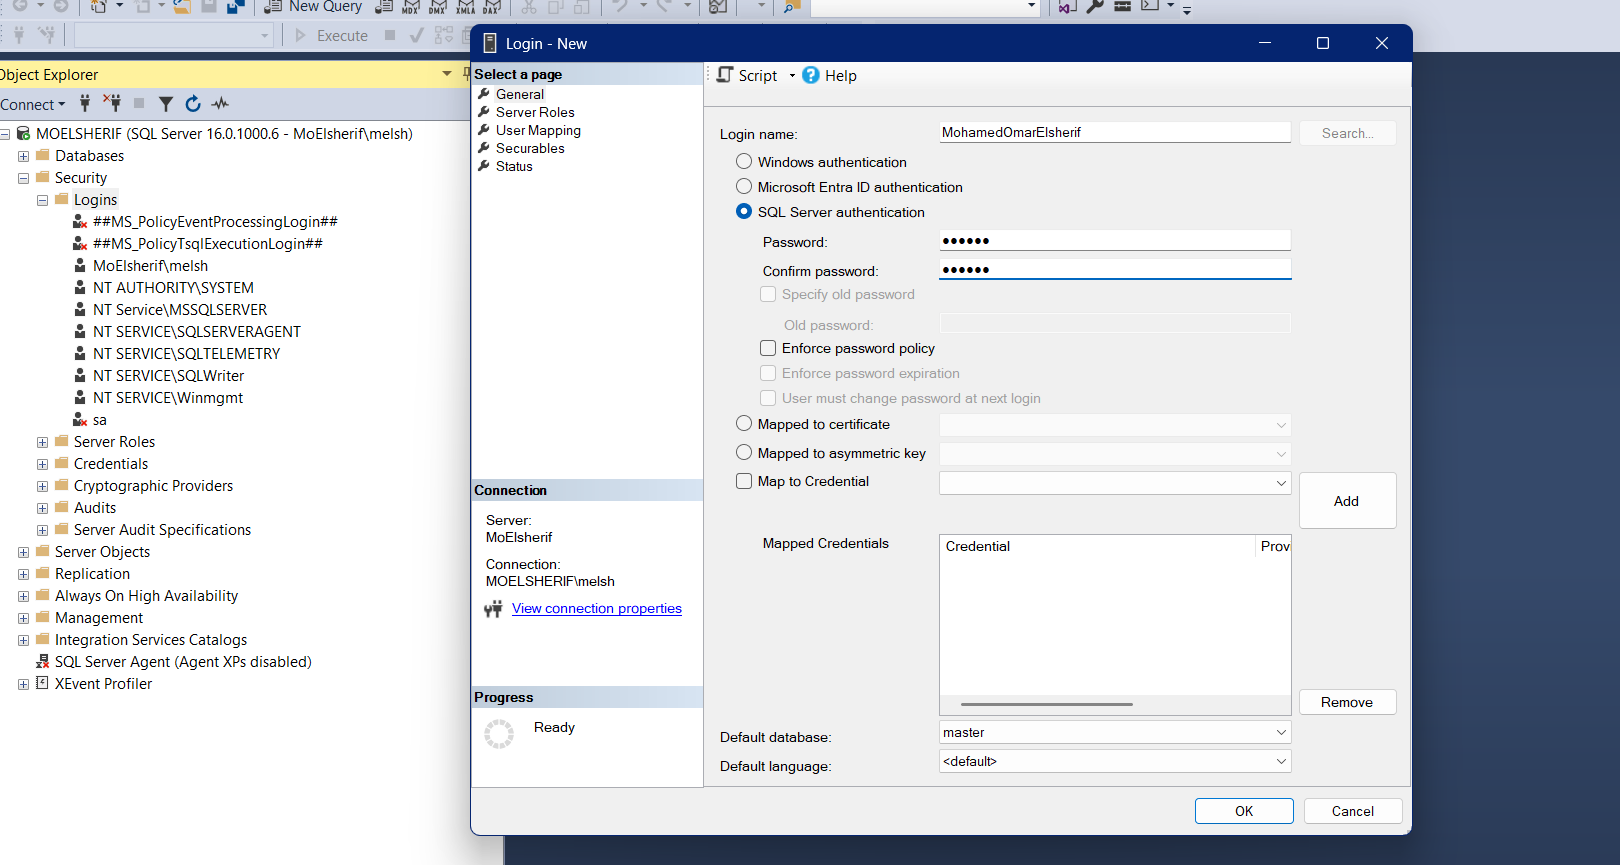 New Query
MDX
DMX
XMLA
DAX
Execute
Object Explorer
Connect
MOELSHERIF (SQL Server 16.0.1000.6 - MoElsherif\melsh)
Databases
Security
Logins
##MS_PolicyEventProcessingLogin##
##MS_PolicyTsqlExecutionLogin##
MoElsherif\melsh
NT AUTHORITY\SYSTEM
NT Service\MSSQLSERVER
NT SERVICE\SQLSERVERAGENT
NT SERVICE\SQLTELEMETRY
NT SERVICE\SQLWriter
NT SERVICE\Winmgmt
sa
Server Roles
Credentials
Cryptographic Providers
Audits
Server Audit Specifications
Server Objects
Replication
Always On High Availability
Management
Integration Services Catalogs
SQL Server Agent (Agent XPs disabled)
XEvent Profiler
Login - New
Select a page
General
Server Roles
User Mapping
Securables
Status
Connection
Server:
MoElsherif
Connection:
MOELSHERIF\melsh
View connection properties
Progress
Ready
Script
Help
Login name: MohamedOmarElsherif Search...
Windows authentication
Microsoft Entra ID authentication
SQL Server authentication
Password: ●●●●●●
Confirm password: ●●●●●●
Specify old password
Old password:
Enforce password policy
Enforce password expiration
User must change password at next login
Mapped to certificate
Mapped to asymmetric key
Map to Credential
Add
Mapped Credentials
Credential Provi
Remove
Default database: master
Default language: <default>
OK Cancel